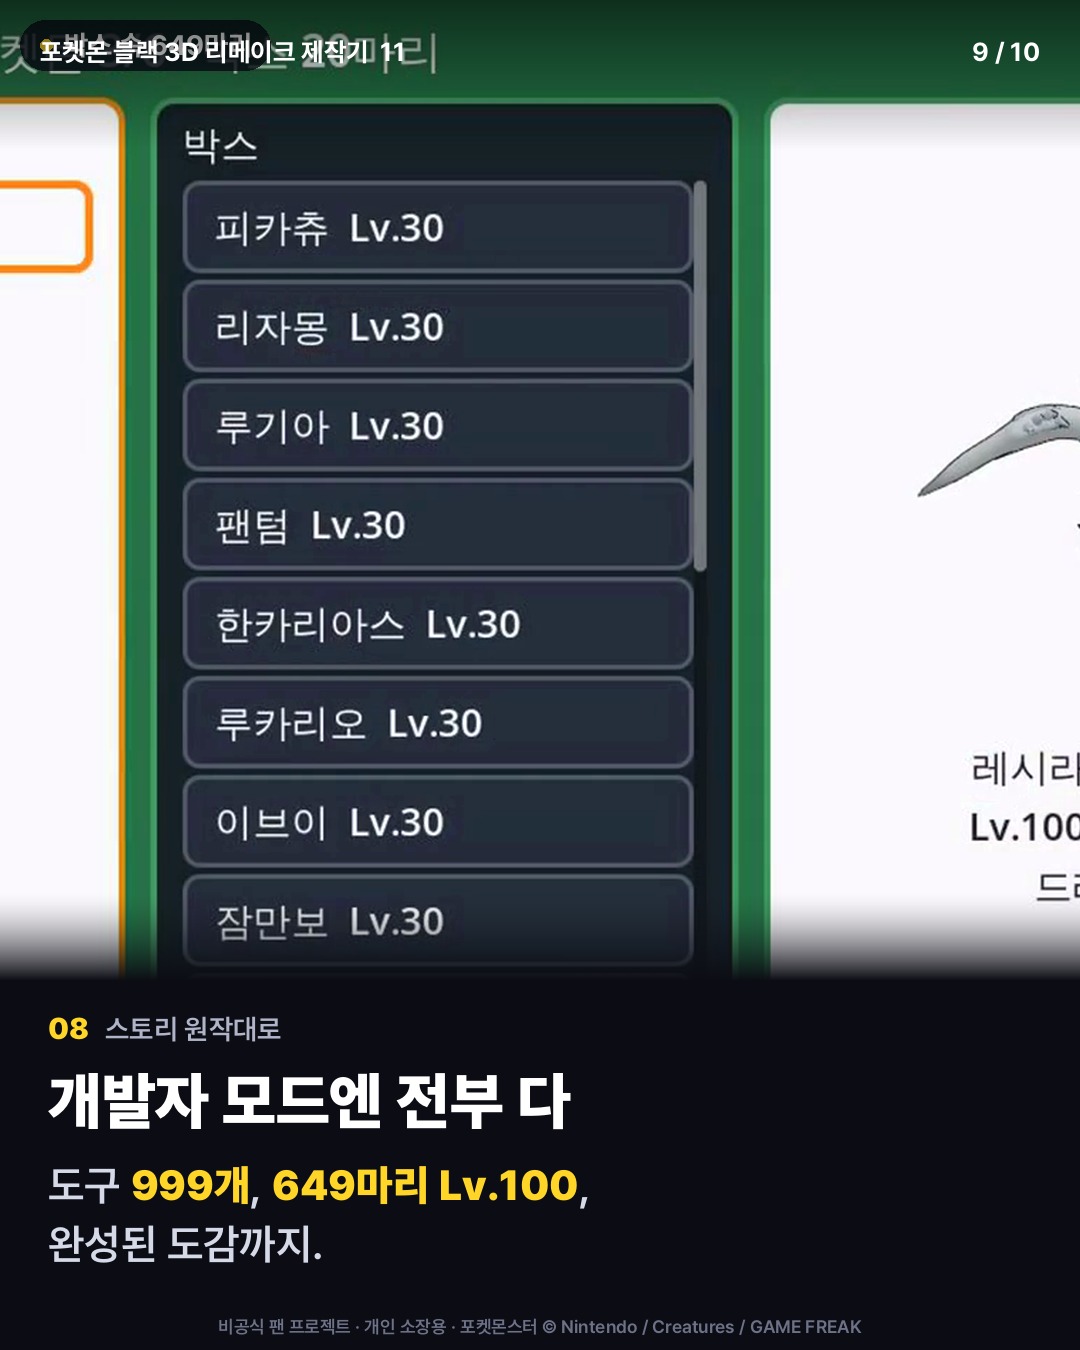 포켓몬 블랙 3D 리메이크 제작기 11
9 / 10
박스
피카츄 Lv.30
리자몽 Lv.30
루기아 Lv.30
팬텀 Lv.30
한카리아스 Lv.30
루카리오 Lv.30
이브이 Lv.30
잠만보 Lv.30
레시라
Lv.100
08 스토리 원작대로
개발자 모드엔 전부 다
도구 999개, 649마리 Lv.100,
완성된 도감까지.
비공식 팬 프로젝트 · 개인 소장용 · 포켓몬스터 © Nintendo / Creatures / GAME FREAK